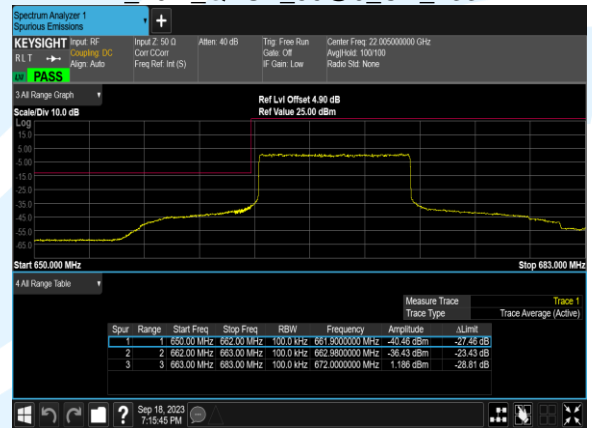 Spectrum Analyzer 1
Spurious Emissions
+
KEYSIGHT Input: RF Input Z: 50 Ω Atten: 40 dB Trig: Free Run Center Freq: 22.005000000 GHz
RLT Coupling: DC Corr CCorr Gate: Off Avg|Hold: 100/100
Align: Auto Freq Ref: Int (S) IF Gain: Low Radio Std: None
PASS
3 All Range Graph
Ref Lvl Offset 4.90 dB
Scale/Div 10.0 dB Ref Value 25.00 dBm
Log
15.0
5.00
-5.00
-15.0
-25.0
-35.0
-45.0
-55.0
-65.0
Start 650.000 MHz Stop 683.000 MHz
4 All Range Table
Measure Trace Trace 1
Trace Type Trace Average (Active)
Spur Range Start Freq Stop Freq RBW Frequency Amplitude ΔLimit
1 1 650.00 MHz 662.00 MHz 100.0 kHz 661.9000000 MHz -40.46 dBm -27.46 dB
2 2 662.00 MHz 663.00 MHz 100.0 kHz 662.9800000 MHz -36.43 dBm -23.43 dB
3 3 663.00 MHz 683.00 MHz 100.0 kHz 672.0000000 MHz 1.186 dBm -28.81 dB
? Sep 18, 2023
7:15:45 PM